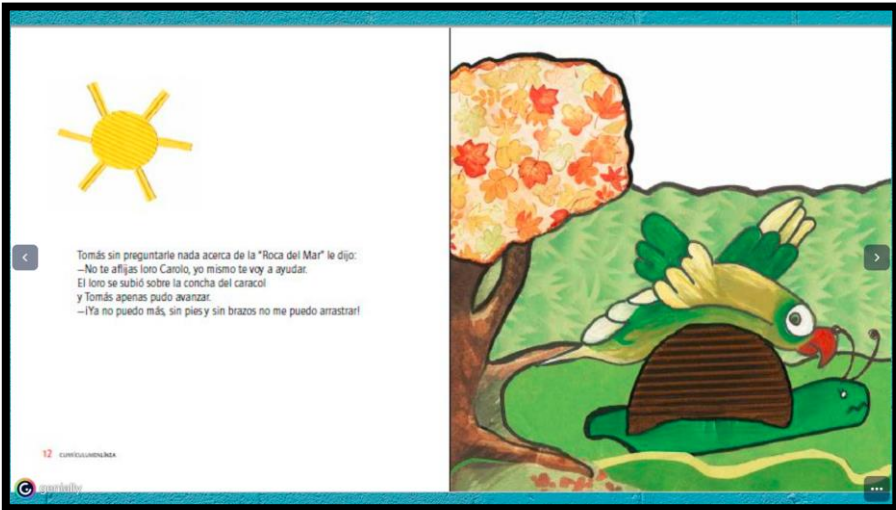 Tomás sin preguntarle nada acerca de la "Roca del Mar" le dijo:
—No te aflijas loro Carolo, yo mismo te voy a ayudar.
El loro se subió sobre la concha del caracol
y Tomás apenas pudo avanzar.
—¡Ya no puedo más, sin pies y sin brazos no me puedo arrastrar!
12 CURRÍCULUMENLÍNEA
genially